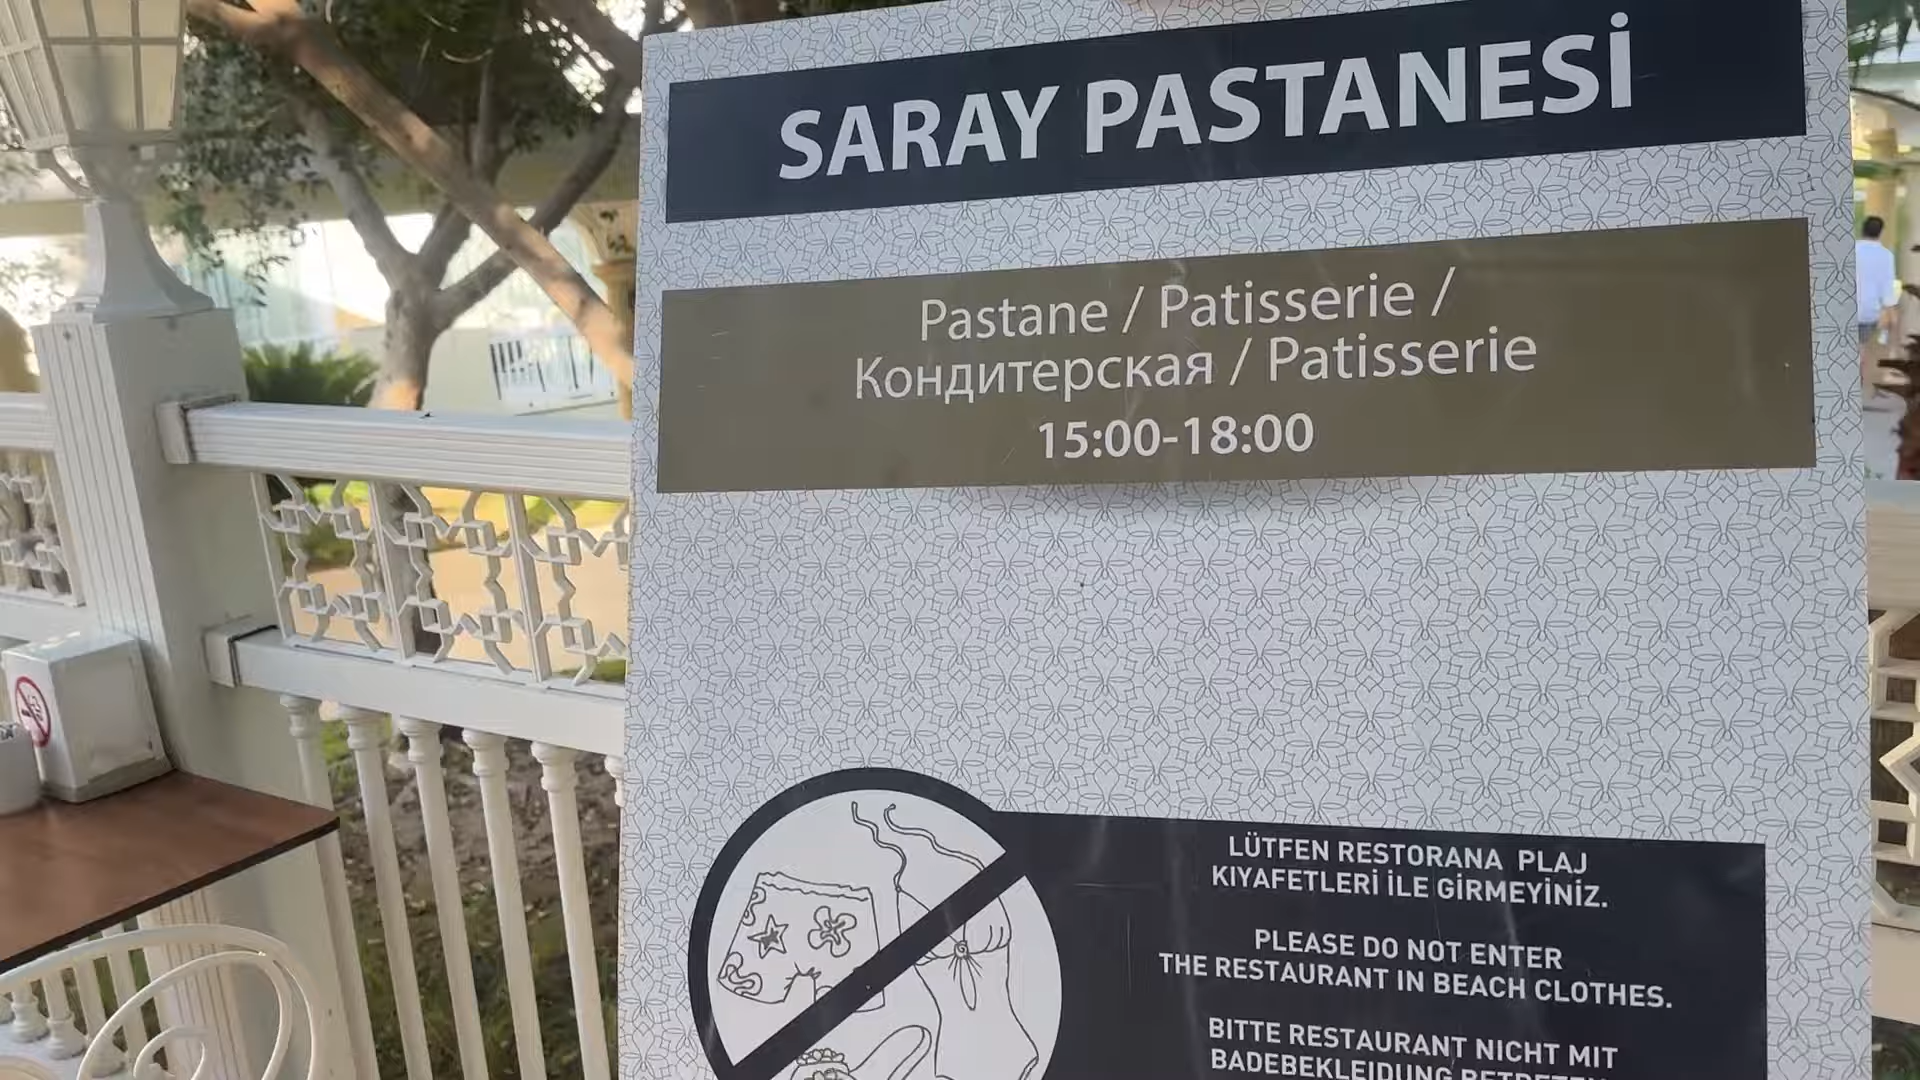 SARAY PASTANESİ
Pastane / Patisserie /
Кондитерская / Patisserie
15:00-18:00
LÜTFEN RESTORANA PLAJ
KIYAFETLERİ İLE GİRMEYİNİZ.
PLEASE DO NOT ENTER
THE RESTAURANT IN BEACH CLOTHES.
BITTE RESTAURANT NICHT MIT
BADEBEKLEIDUNG